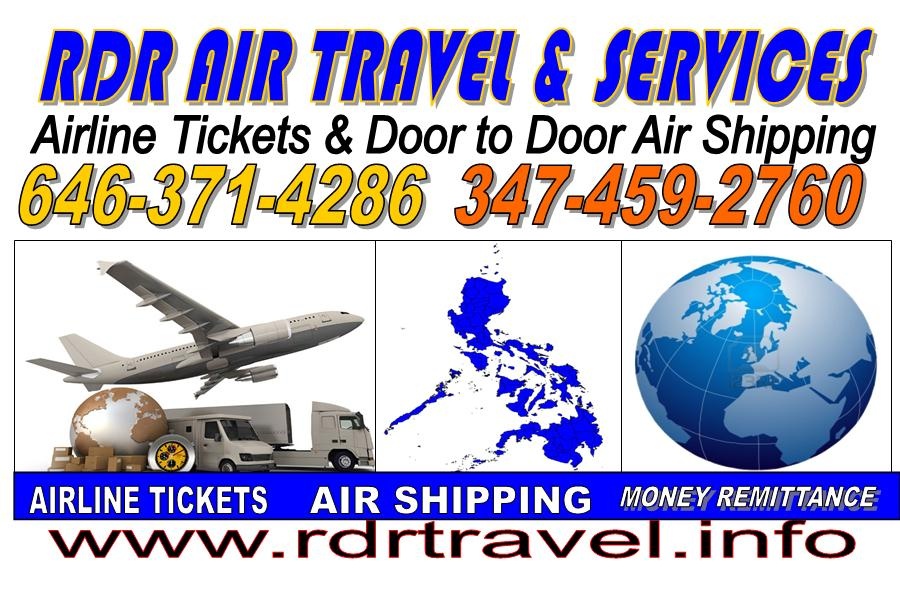 RDR AIR TRAVEL & SERVICES
Airline Tickets & Door to Door Air Shipping
646-371-4286 347-459-2760
AIRLINE TICKETS AIR SHIPPING MONEY REMITTANCE
www.rdrtravel.info